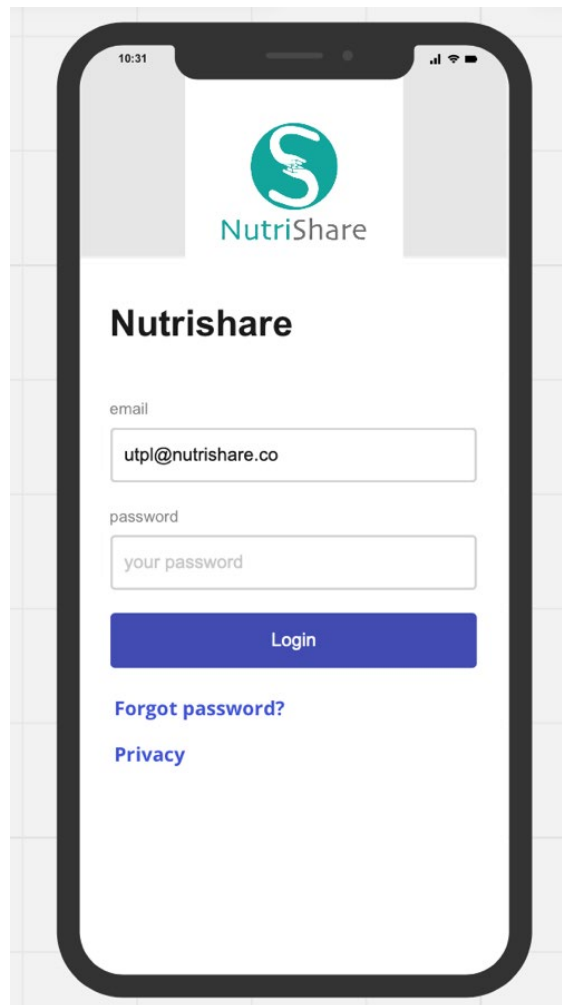 10:31
NutriShare
Nutrishare
email
utpl@nutrishare.co
password
your password
Login
Forgot password?
Privacy